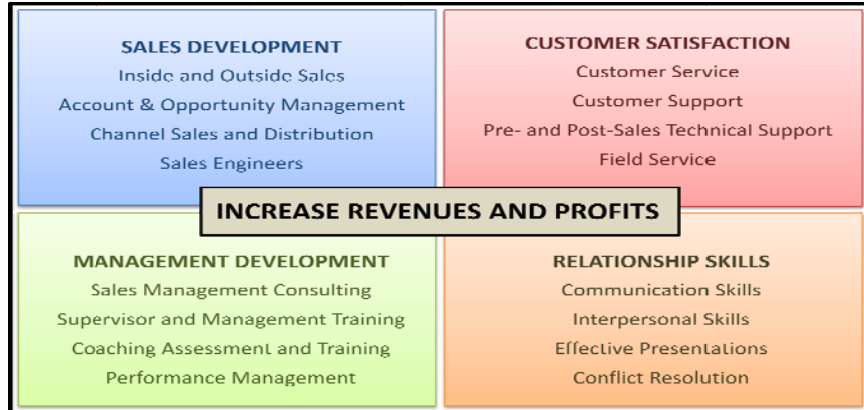 SALES DEVELOPMENT
Inside and Outside Sales
Account & Opportunity Management
Channel Sales and Distribution
Sales Engineers
CUSTOMER SATISFACTION
Customer Service
Customer Support
Pre- and Post-Sales Technical Support
Field Service
INCREASE REVENUES AND PROFITS
MANAGEMENT DEVELOPMENT
Sales Management Consulting
Supervisor and Management Training
Coaching Assessment and Training
Performance Management
RELATIONSHIP SKILLS
Communication Skills
Interpersonal Skills
Effective Presentations
Conflict Resolution